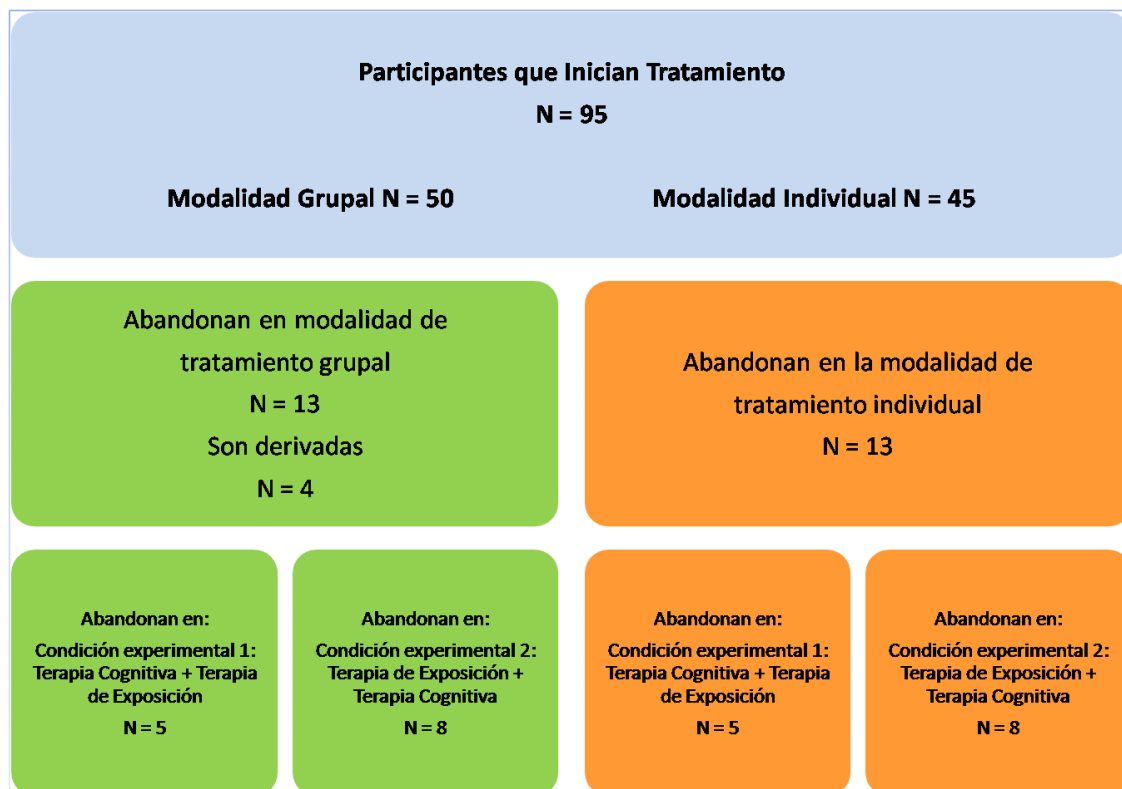 Participantes que Inician Tratamiento
N = 95
Modalidad Grupal N = 50
Modalidad Individual N = 45
Abandonan en modalidad de
tratamiento grupal
N = 13
Son derivadas
N = 4
Abandonan en la modalidad de
tratamiento individual
N = 13
Abandonan en:
Condición experimental 1:
Terapia Cognitiva + Terapia
de Exposición
N = 5
Abandonan en:
Condición experimental 2:
Terapia de Exposición +
Terapia Cognitiva
N = 8
Abandonan en:
Condición experimental 1:
Terapia Cognitiva + Terapia
de Exposición
N = 5
Abandonan en:
Condición experimental 2:
Terapia de Exposición +
Terapia Cognitiva
N = 8